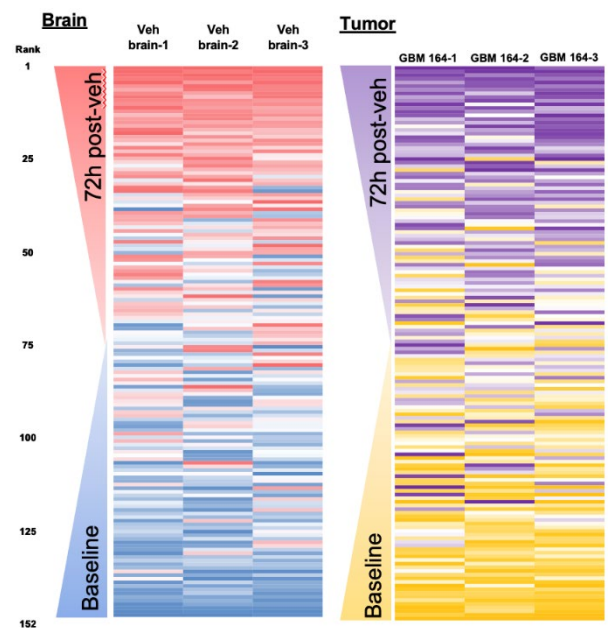 Brain
Veh
brain-1
Veh
brain-2
Veh
brain-3
Rank
1
25
50
75
100
125
152
72h post-veh
Baseline
Tumor
GBM 164-1
GBM 164-2
GBM 164-3
72h post-veh
Baseline